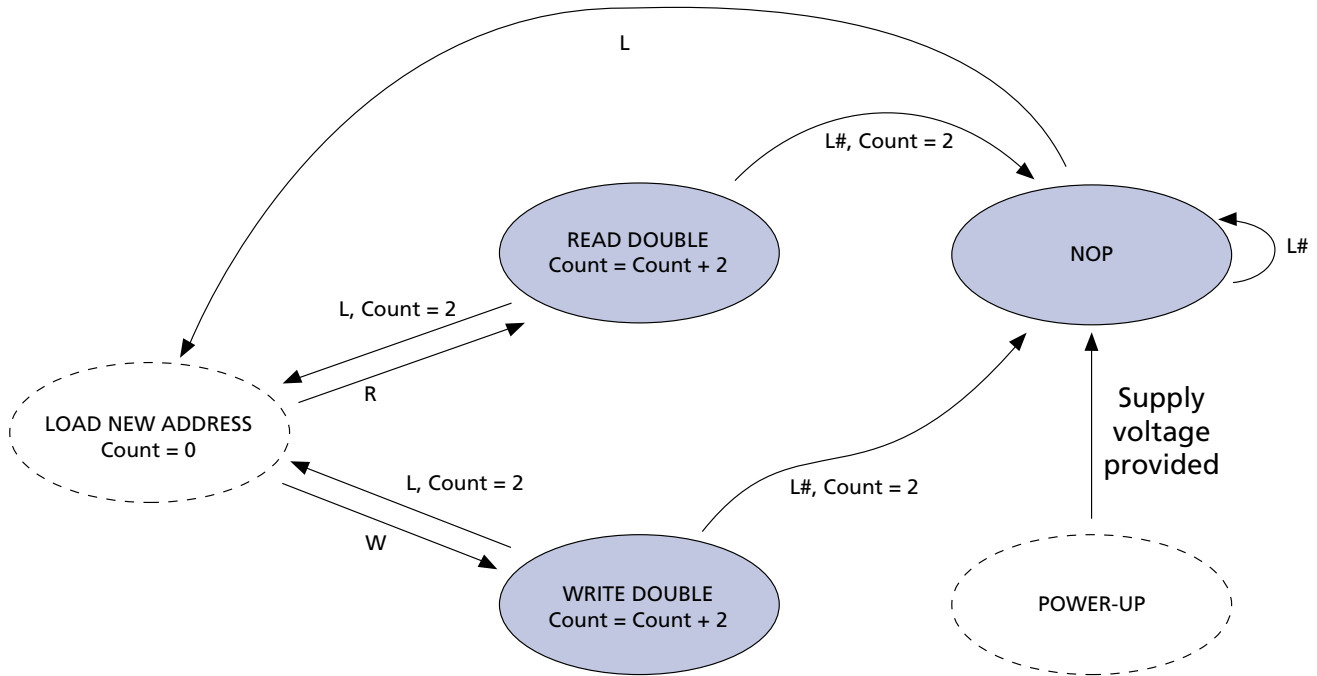 L
L#, Count = 2
READ DOUBLE
Count = Count + 2
NOP
L#
L, Count = 2
R
LOAD NEW ADDRESS
Count = 0
Supply
voltage
provided
L, Count = 2
L#, Count = 2
W
WRITE DOUBLE
Count = Count + 2
POWER-UP